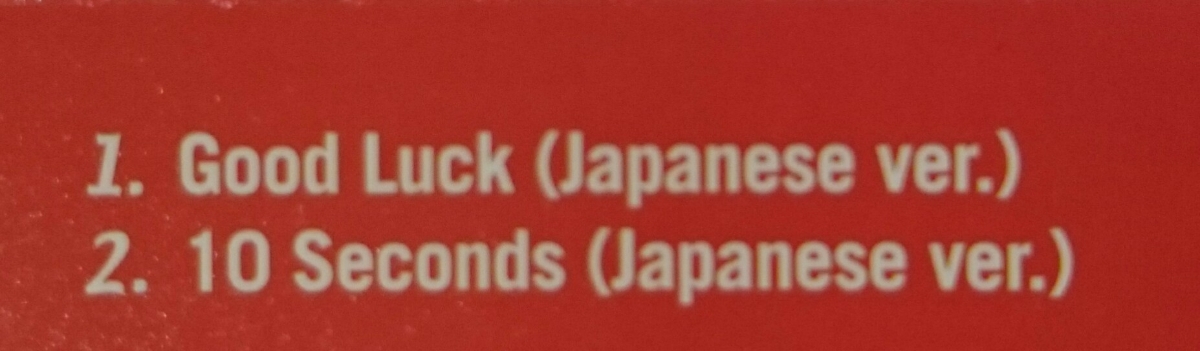 1. Good Luck (Japanese ver.)
2. 10 Seconds (Japanese ver.)